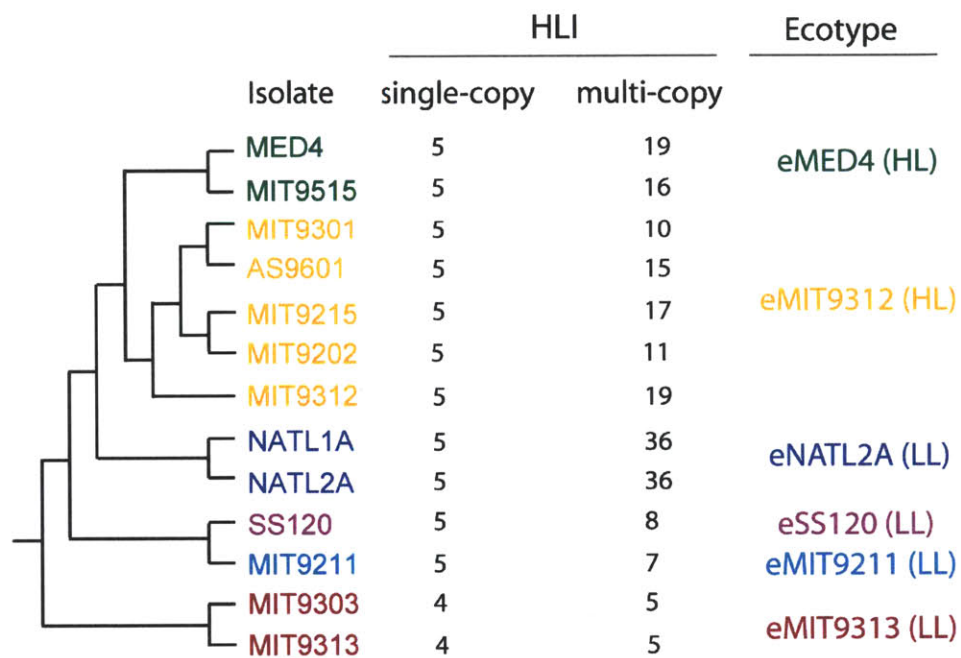 HLI Ecotype
Isolate single-copy multi-copy
MED4 5 19
eMED4 (HL)
MIT9515 5 16
MIT9301 5 10
AS9601 5 15
eMIT9312 (HL)
MIT9215 5 17
MIT9202 5 11
MIT9312 5 19
NATL1A 5 36
eNATL2A (LL)
NATL2A 5 36
SS120 5 8 eSS120 (LL)
MIT9211 5 7 eMIT9211 (LL)
MIT9303 4 5
eMIT9313 (LL)
MIT9313 4 5